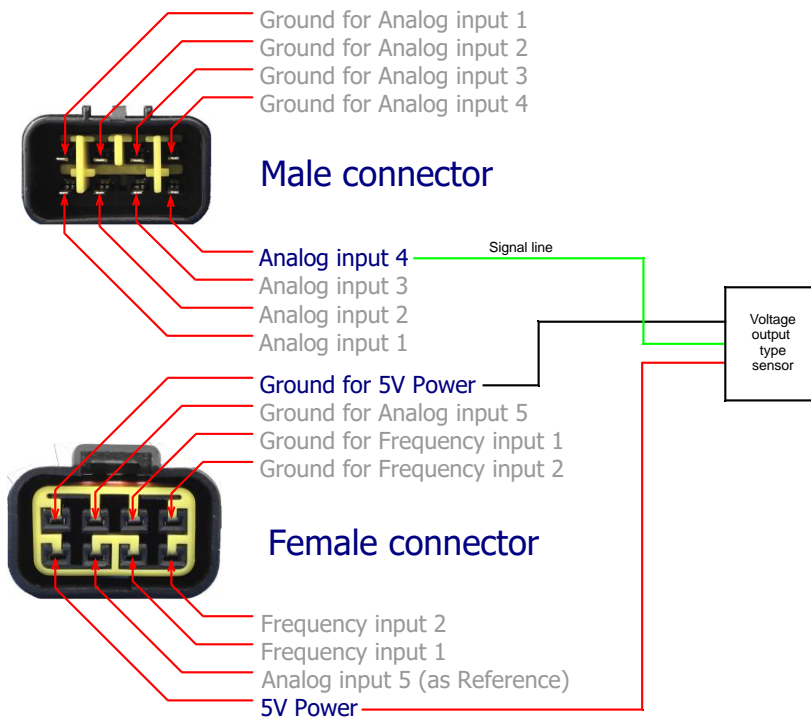 Ground for Analog input 1
Ground for Analog input 2
Ground for Analog input 3
Ground for Analog input 4
Male connector
Signal line
Analog input 4
Analog input 3
Analog input 2
Analog input 1
Voltage
output
type
sensor
Ground for 5V Power
Ground for Analog input 5
Ground for Frequency input 1
Ground for Frequency input 2
Female connector
Frequency input 2
Frequency input 1
Analog input 5 (as Reference)
5V Power